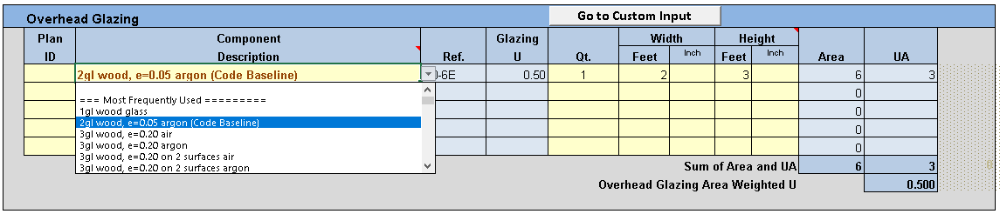 Overhead Glazing Go to Custom Input
Plan Component Glazing Width Height
ID Description Ref. U Qt. Feet Inch Feet Inch Area UA
2gl wood, e=0.05 argon (Code Baseline) -6E 0.50 1 2 3 6 3
=== Most Frequently Used ========= 0
1gl wood glass 0
2gl wood, e=0.05 argon (Code Baseline)
3gl wood, e=0.20 air 0
3gl wood, e=0.20 argon 0
3gl wood, e=0.20 on 2 surfaces air
3gl wood, e=0.20 on 2 surfaces argon Sum of Area and UA 6 3
Overhead Glazing Area Weighted U 0.500